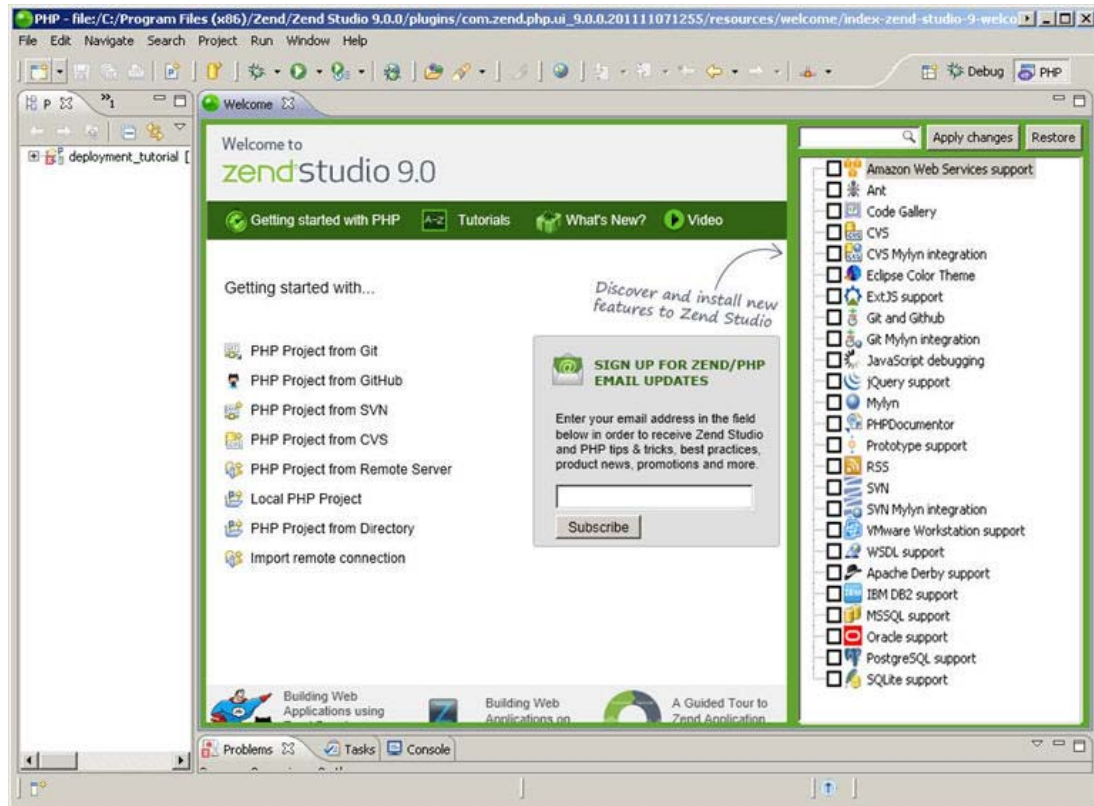 PHP - file:/C:/Program Files (x86)/Zend/Zend Studio 9.0.0/plugins/com.zend.php.ui_9.0.0.201111071255/resources/welcome/index-zend-studio-9-welco
File Edit Navigate Search Project Run Window Help
Debug PHP
P »1
Welcome
deployment_tutorial [
Welcome to
zend studio 9.0
Getting started with PHP A-Z Tutorials What's New? Video
Getting started with...
Discover and install new
features to Zend Studio
PHP Project from Git
PHP Project from GitHub
PHP Project from SVN
PHP Project from CVS
PHP Project from Remote Server
Local PHP Project
PHP Project from Directory
Import remote connection
SIGN UP FOR ZEND/PHP
EMAIL UPDATES
Enter your email address in the field
below in order to receive Zend Studio
and PHP tips & tricks, best practices,
product news, promotions and more.
Subscribe
Building Web
Applications using
Building Web
Applications on
A Guided Tour to
Zend Application
Apply changes Restore
Amazon Web Services support
Ant
Code Gallery
CVS
CVS Mylyn integration
Eclipse Color Theme
ExtJS support
Git and Github
Git Mylyn integration
JavaScript debugging
jQuery support
Mylyn
PHPDocumentor
Prototype support
RSS
SVN
SVN Mylyn integration
VMware Workstation support
WSDL support
Apache Derby support
IBM DB2 support
MSSQL support
Oracle support
PostgreSQL support
SQLite support
Problems Tasks Console